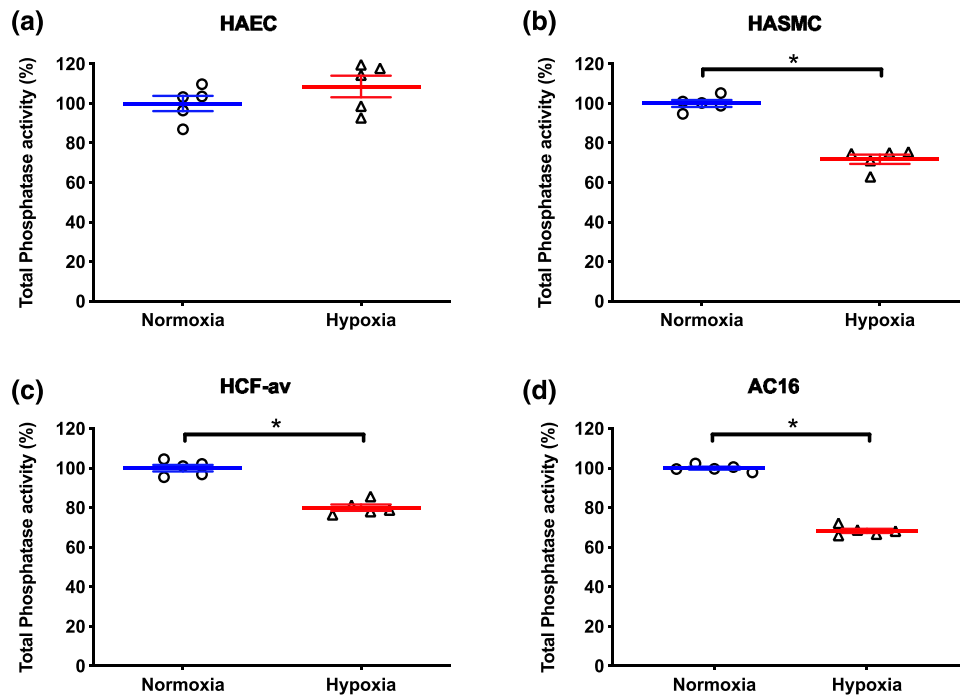 (a)
HAEC
Total Phosphatase activity (%)
120
100
80
60
40
20
0
Normoxia Hypoxia
(b)
HASMC
*
Total Phosphatase activity (%)
120
100
80
60
40
20
0
Normoxia Hypoxia
(c)
HCF-av
*
Total Phosphatase activity (%)
120
100
80
60
40
20
0
Normoxia Hypoxia
(d)
AC16
*
Total Phosphatase activity (%)
120
100
80
60
40
20
0
Normoxia Hypoxia